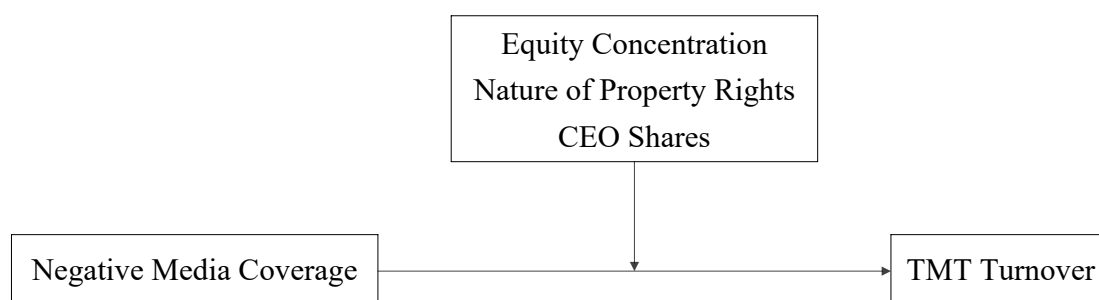 Equity Concentration
Nature of Property Rights
CEO Shares
Negative Media Coverage
TMT Turnover